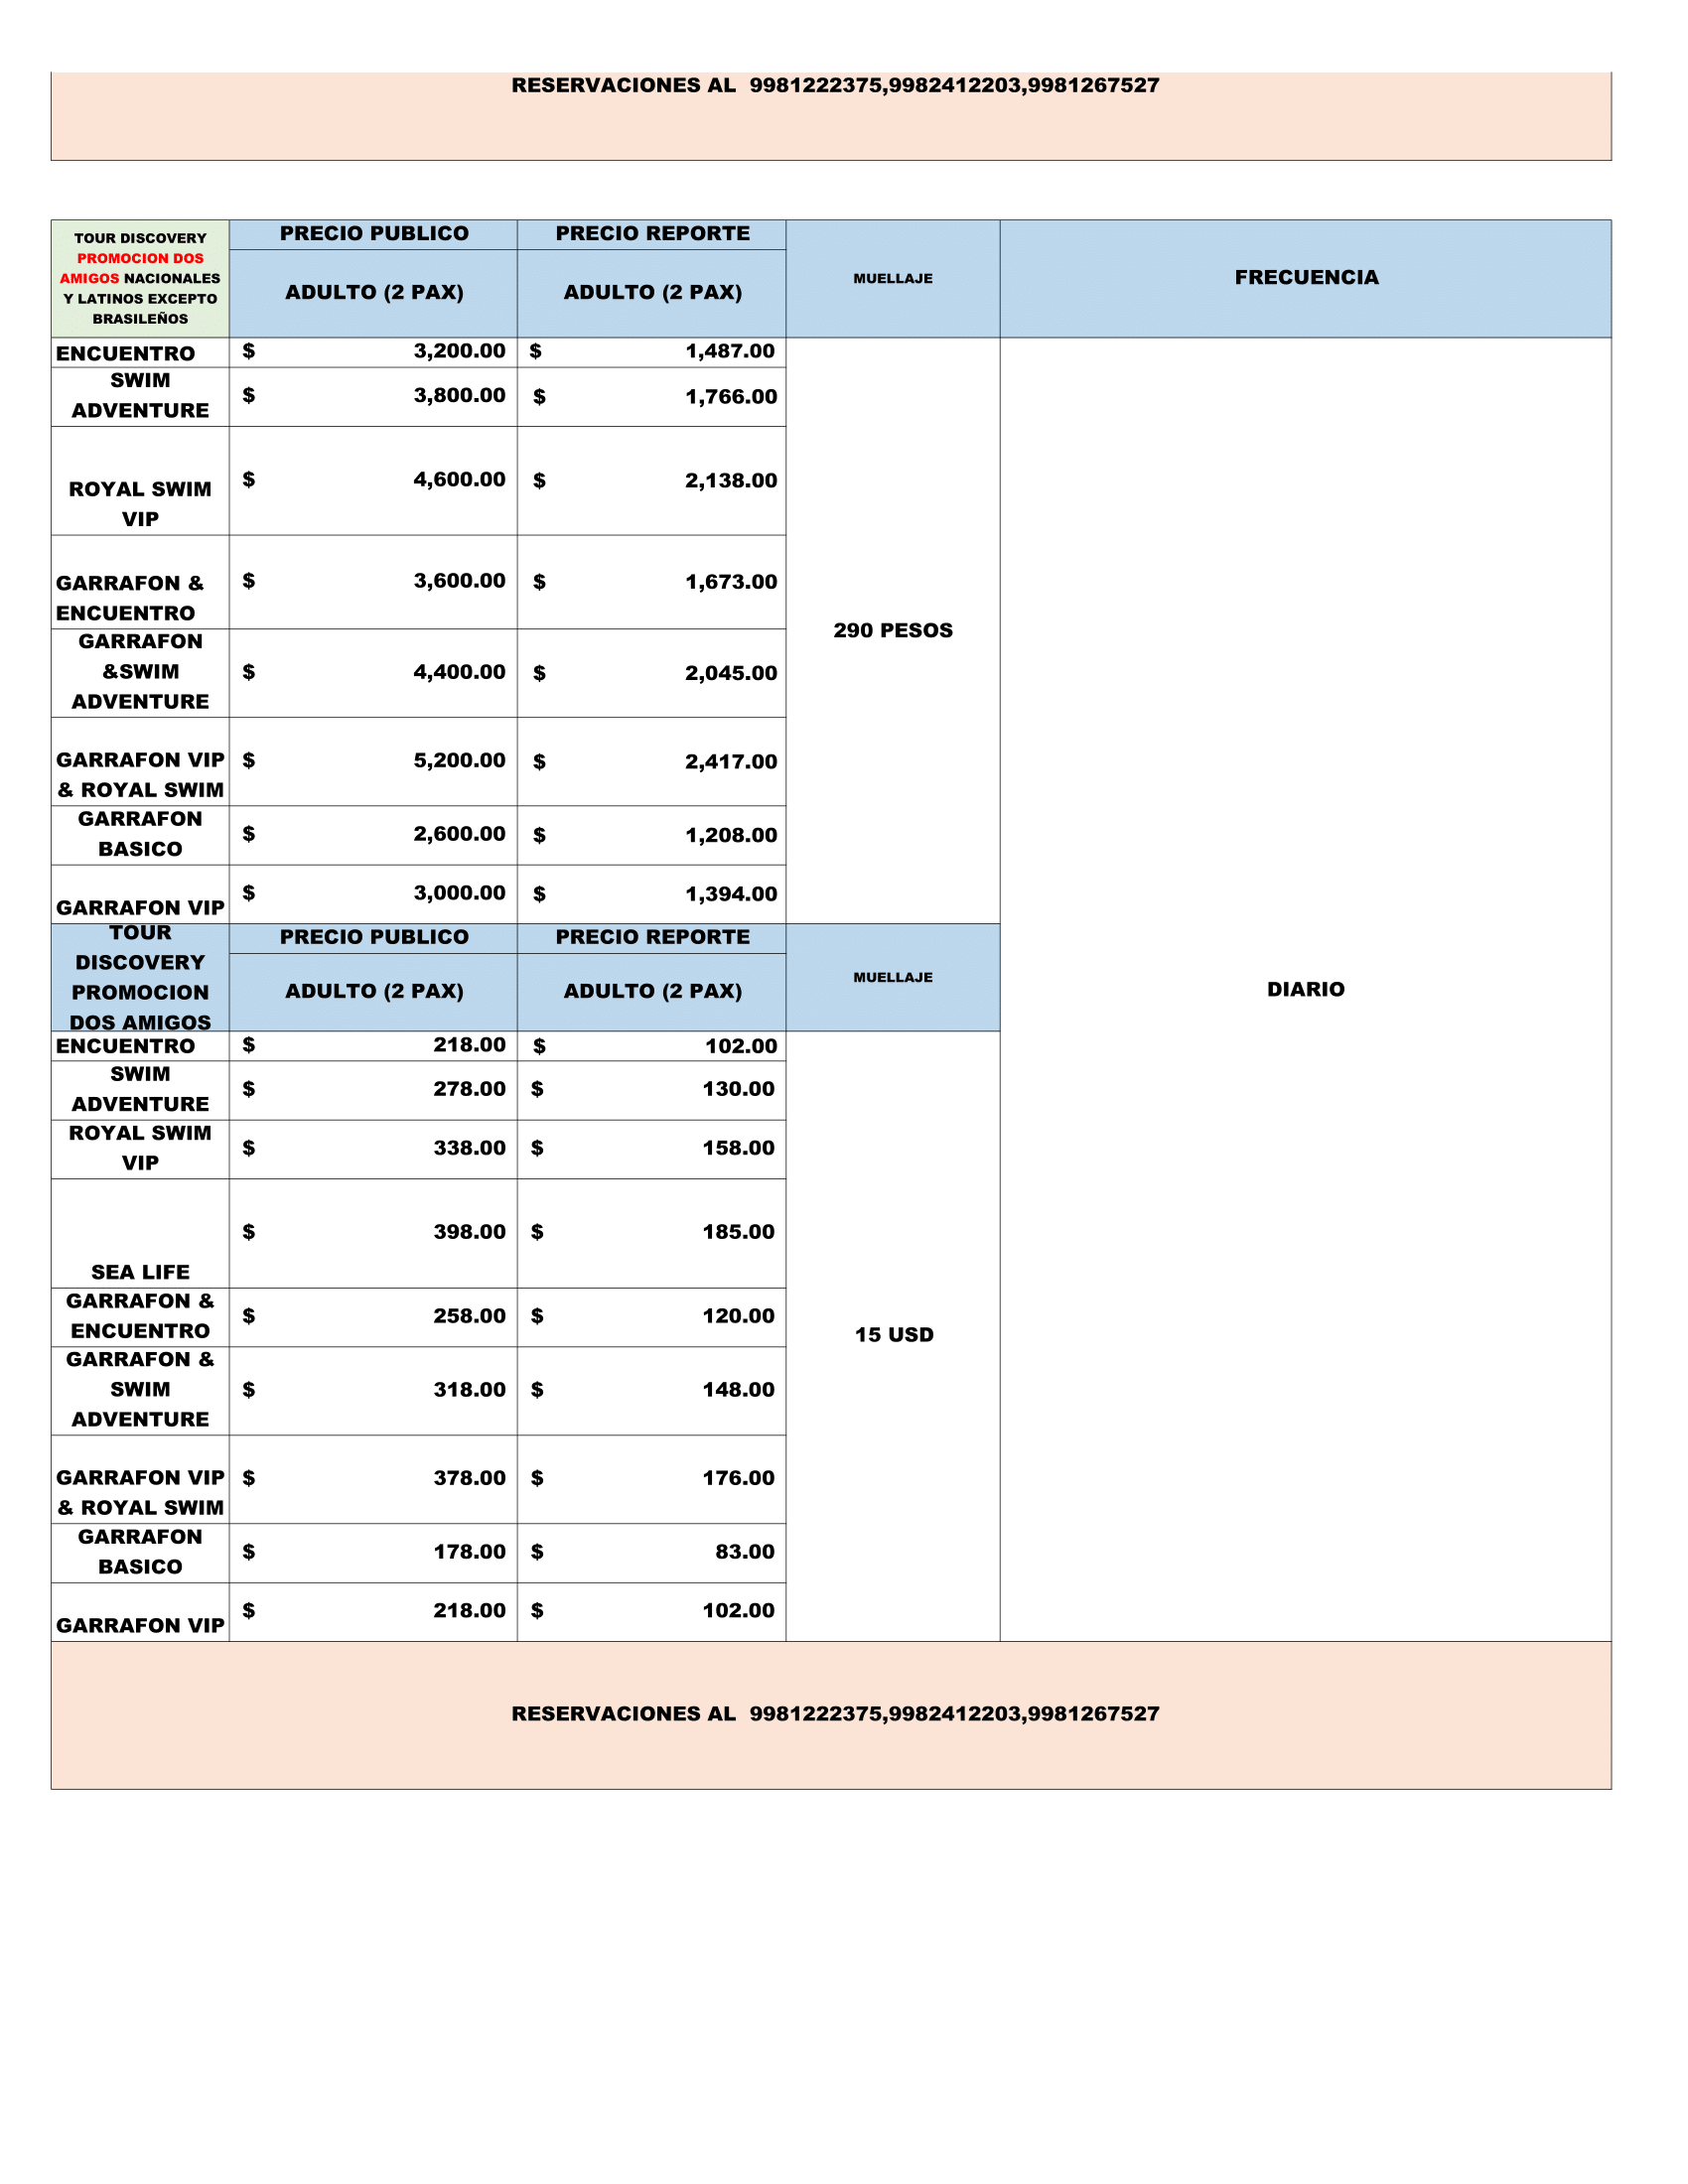 RESERVACIONES AL 9981222375,9982412203,9981267527
TOUR DISCOVERY
PROMOCION DOS
AMIGOS NACIONALES
Y LATINOS EXCEPTO
BRASILEÑOS
PRECIO PUBLICO
PRECIO REPORTE
ADULTO (2 PAX)
ADULTO (2 PAX)
MUELLAJE
FRECUENCIA
ENCUENTRO
$ 3,200.00
$ 1,487.00
SWIM
ADVENTURE
$ 3,800.00
$ 1,766.00
ROYAL SWIM
VIP
$ 4,600.00
$ 2,138.00
GARRAFON &
ENCUENTRO
$ 3,600.00
$ 1,673.00
290 PESOS
GARRAFON
&SWIM
ADVENTURE
$ 4,400.00
$ 2,045.00
GARRAFON VIP
& ROYAL SWIM
$ 5,200.00
$ 2,417.00
GARRAFON
BASICO
$ 2,600.00
$ 1,208.00
GARRAFON VIP
$ 3,000.00
$ 1,394.00
TOUR
DISCOVERY
PROMOCION
DOS AMIGOS
PRECIO PUBLICO
PRECIO REPORTE
ADULTO (2 PAX)
ADULTO (2 PAX)
MUELLAJE
DIARIO
ENCUENTRO
$ 218.00
$ 102.00
SWIM
ADVENTURE
$ 278.00
$ 130.00
ROYAL SWIM
VIP
$ 338.00
$ 158.00
SEA LIFE
$ 398.00
$ 185.00
GARRAFON &
ENCUENTRO
$ 258.00
$ 120.00
15 USD
GARRAFON &
SWIM
ADVENTURE
$ 318.00
$ 148.00
GARRAFON VIP
& ROYAL SWIM
$ 378.00
$ 176.00
GARRAFON
BASICO
$ 178.00
$ 83.00
GARRAFON VIP
$ 218.00
$ 102.00
RESERVACIONES AL 9981222375,9982412203,9981267527